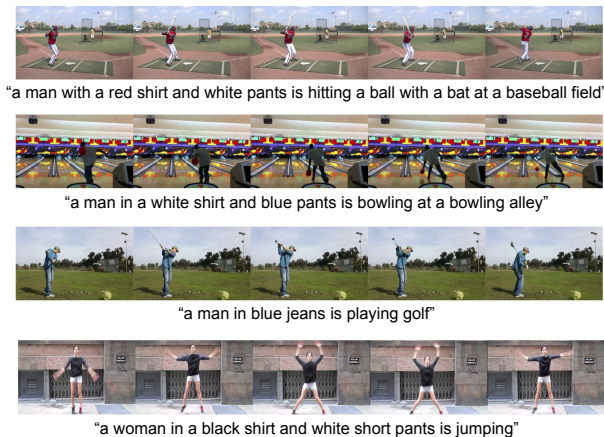 “a man with a red shirt and white pants is hitting a ball with a bat at a baseball field”
“a man in a white shirt and blue pants is bowling at a bowling alley”
“a man in blue jeans is playing golf”
“a woman in a black shirt and white short pants is jumping”